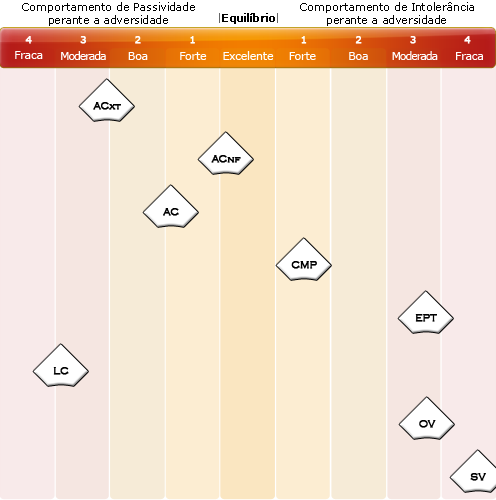 Comportamento de Passividade
perante a adversidade
|Equilíbrio|
Comportamento de Intolerância
perante a adversidade
4 3 2 1 1 2 3 4
Fraca Moderada Boa Forte Excelente Forte Boa Moderada Fraca
ACXT
ACNF
AC
CMP
EPT
LC
OV
SV